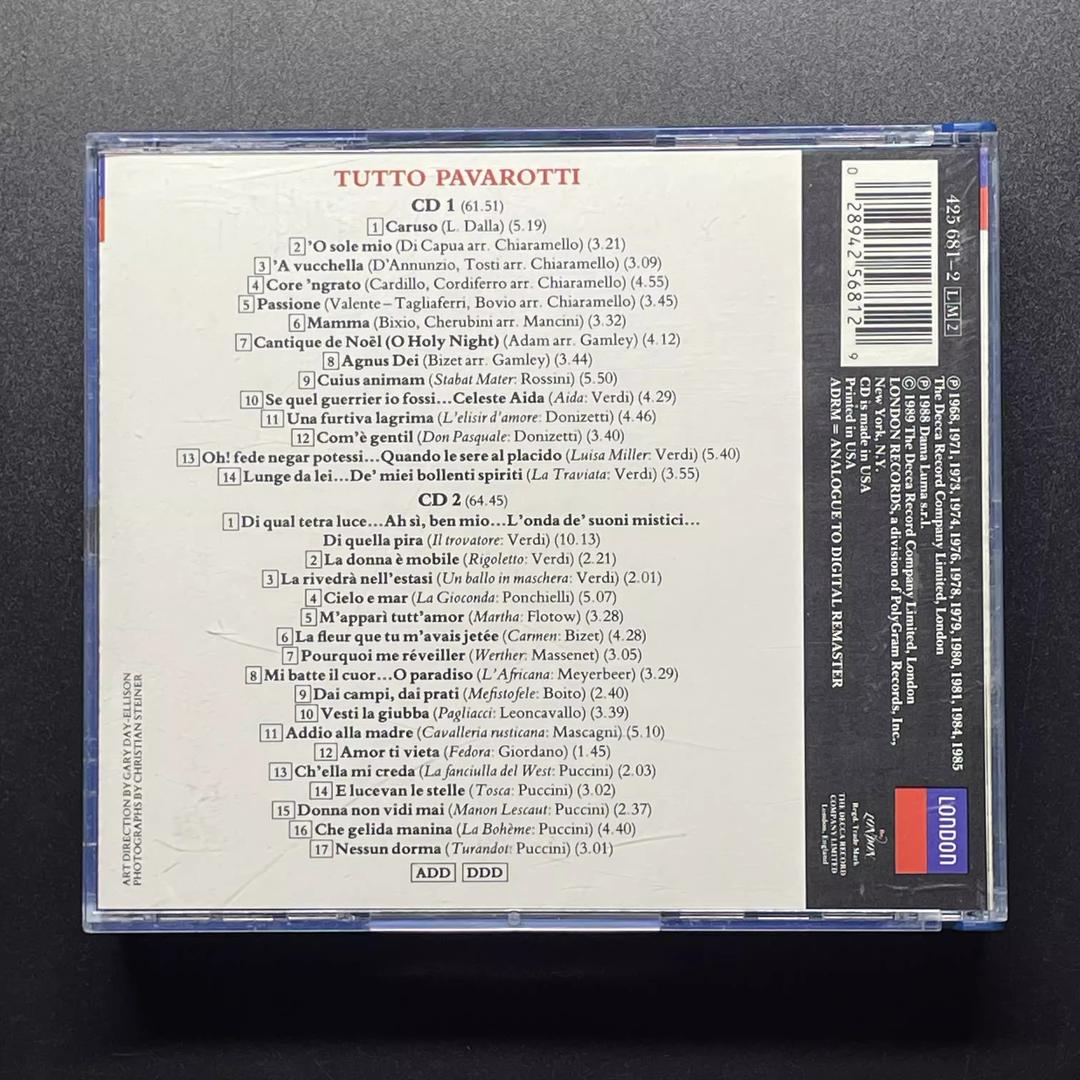 TUTTO PAVAROTTI
CD 1 (61.51)
1 Caruso (L. Dalla) (5.19)
2 'O sole mio (Di Capua arr. Chiaramello) (3.21)
3 'A vucchella (D'Annunzio, Tosti arr. Chiaramello) (3.09)
4 Core 'ngrato (Cardillo, Cordiferro arr. Chiaramello) (4.55)
5 Passione (Valente – Tagliaferri, Bovio arr. Chiaramello) (3.45)
6 Mamma (Bixio, Cherubini arr. Mancini) (3.32)
7 Cantique de Noël (O Holy Night) (Adam arr. Gamley) (4.12)
8 Agnus Dei (Bizet arr. Gamley) (3.44)
9 Cuius animam (Stabat Mater: Rossini) (5.50)
10 Se quel guerrier io fossi...Celeste Aida (Aida: Verdi) (4.29)
11 Una furtiva lagrima (L'elisir d'amore: Donizetti) (4.46)
12 Com'è gentil (Don Pasquale: Donizetti) (3.40)
13 Oh! fede negar potessi...Quando le sere al placido (Luisa Miller: Verdi) (5.40)
14 Lunge da lei...De' miei bollenti spiriti (La Traviata: Verdi) (3.55)
CD 2 (64.45)
1 Di qual tetra luce...Ah sì, ben mio...L'onda de' suoni mistici...
Di quella pira (Il trovatore: Verdi) (10.13)
2 La donna è mobile (Rigoletto: Verdi) (2.21)
3 La rivedrà nell'estasi (Un ballo in maschera: Verdi) (2.01)
4 Cielo e mar (La Gioconda: Ponchielli) (5.07)
5 M'apparì tutt'amor (Martha: Flotow) (3.28)
6 La fleur que tu m'avais jetée (Carmen: Bizet) (4.28)
7 Pourquoi me réveiller (Werther: Massenet) (3.05)
8 Mi batte il cuor...O paradiso (L'Africana: Meyerbeer) (3.29)
9 Dai campi, dai prati (Mefistofele: Boito) (2.40)
10 Vesti la giubba (Pagliacci: Leoncavallo) (3.39)
11 Addio alla madre (Cavalleria rusticana: Mascagni) (5.10)
12 Amor ti vieta (Fedora: Giordano) (1.45)
13 Ch'ella mi creda (La fanciulla del West: Puccini) (2.03)
14 E lucevan le stelle (Tosca: Puccini) (3.02)
15 Donna non vidi mai (Manon Lescaut: Puccini) (2.37)
16 Che gelida manina (La Bohème: Puccini) (4.40)
17 Nessun dorma (Turandot: Puccini) (3.01)
ADD DDD
ART DIRECTION BY GARY DAY-ELLISON
PHOTOGRAPHS BY CHRISTIAN STEINER
425 681-2 LM2
0 28942 56812 9
Ⓟ 1968, 1971, 1973, 1974, 1976, 1978, 1979, 1980, 1981, 1984, 1985
The Decca Record Company Limited, London
Ⓟ 1988 Dama Luma s.r.l.
© 1989 The Decca Record Company Limited, London
LONDON RECORDS, a division of PolyGram Records, Inc.,
New York, N.Y.
CD is made in USA
Printed in USA
ADRM = ANALOGUE TO DIGITAL REMASTER
LONDON
LONDON
Regd. Trade Mark
THE DECCA RECORD
COMPANY LIMITED
London, England